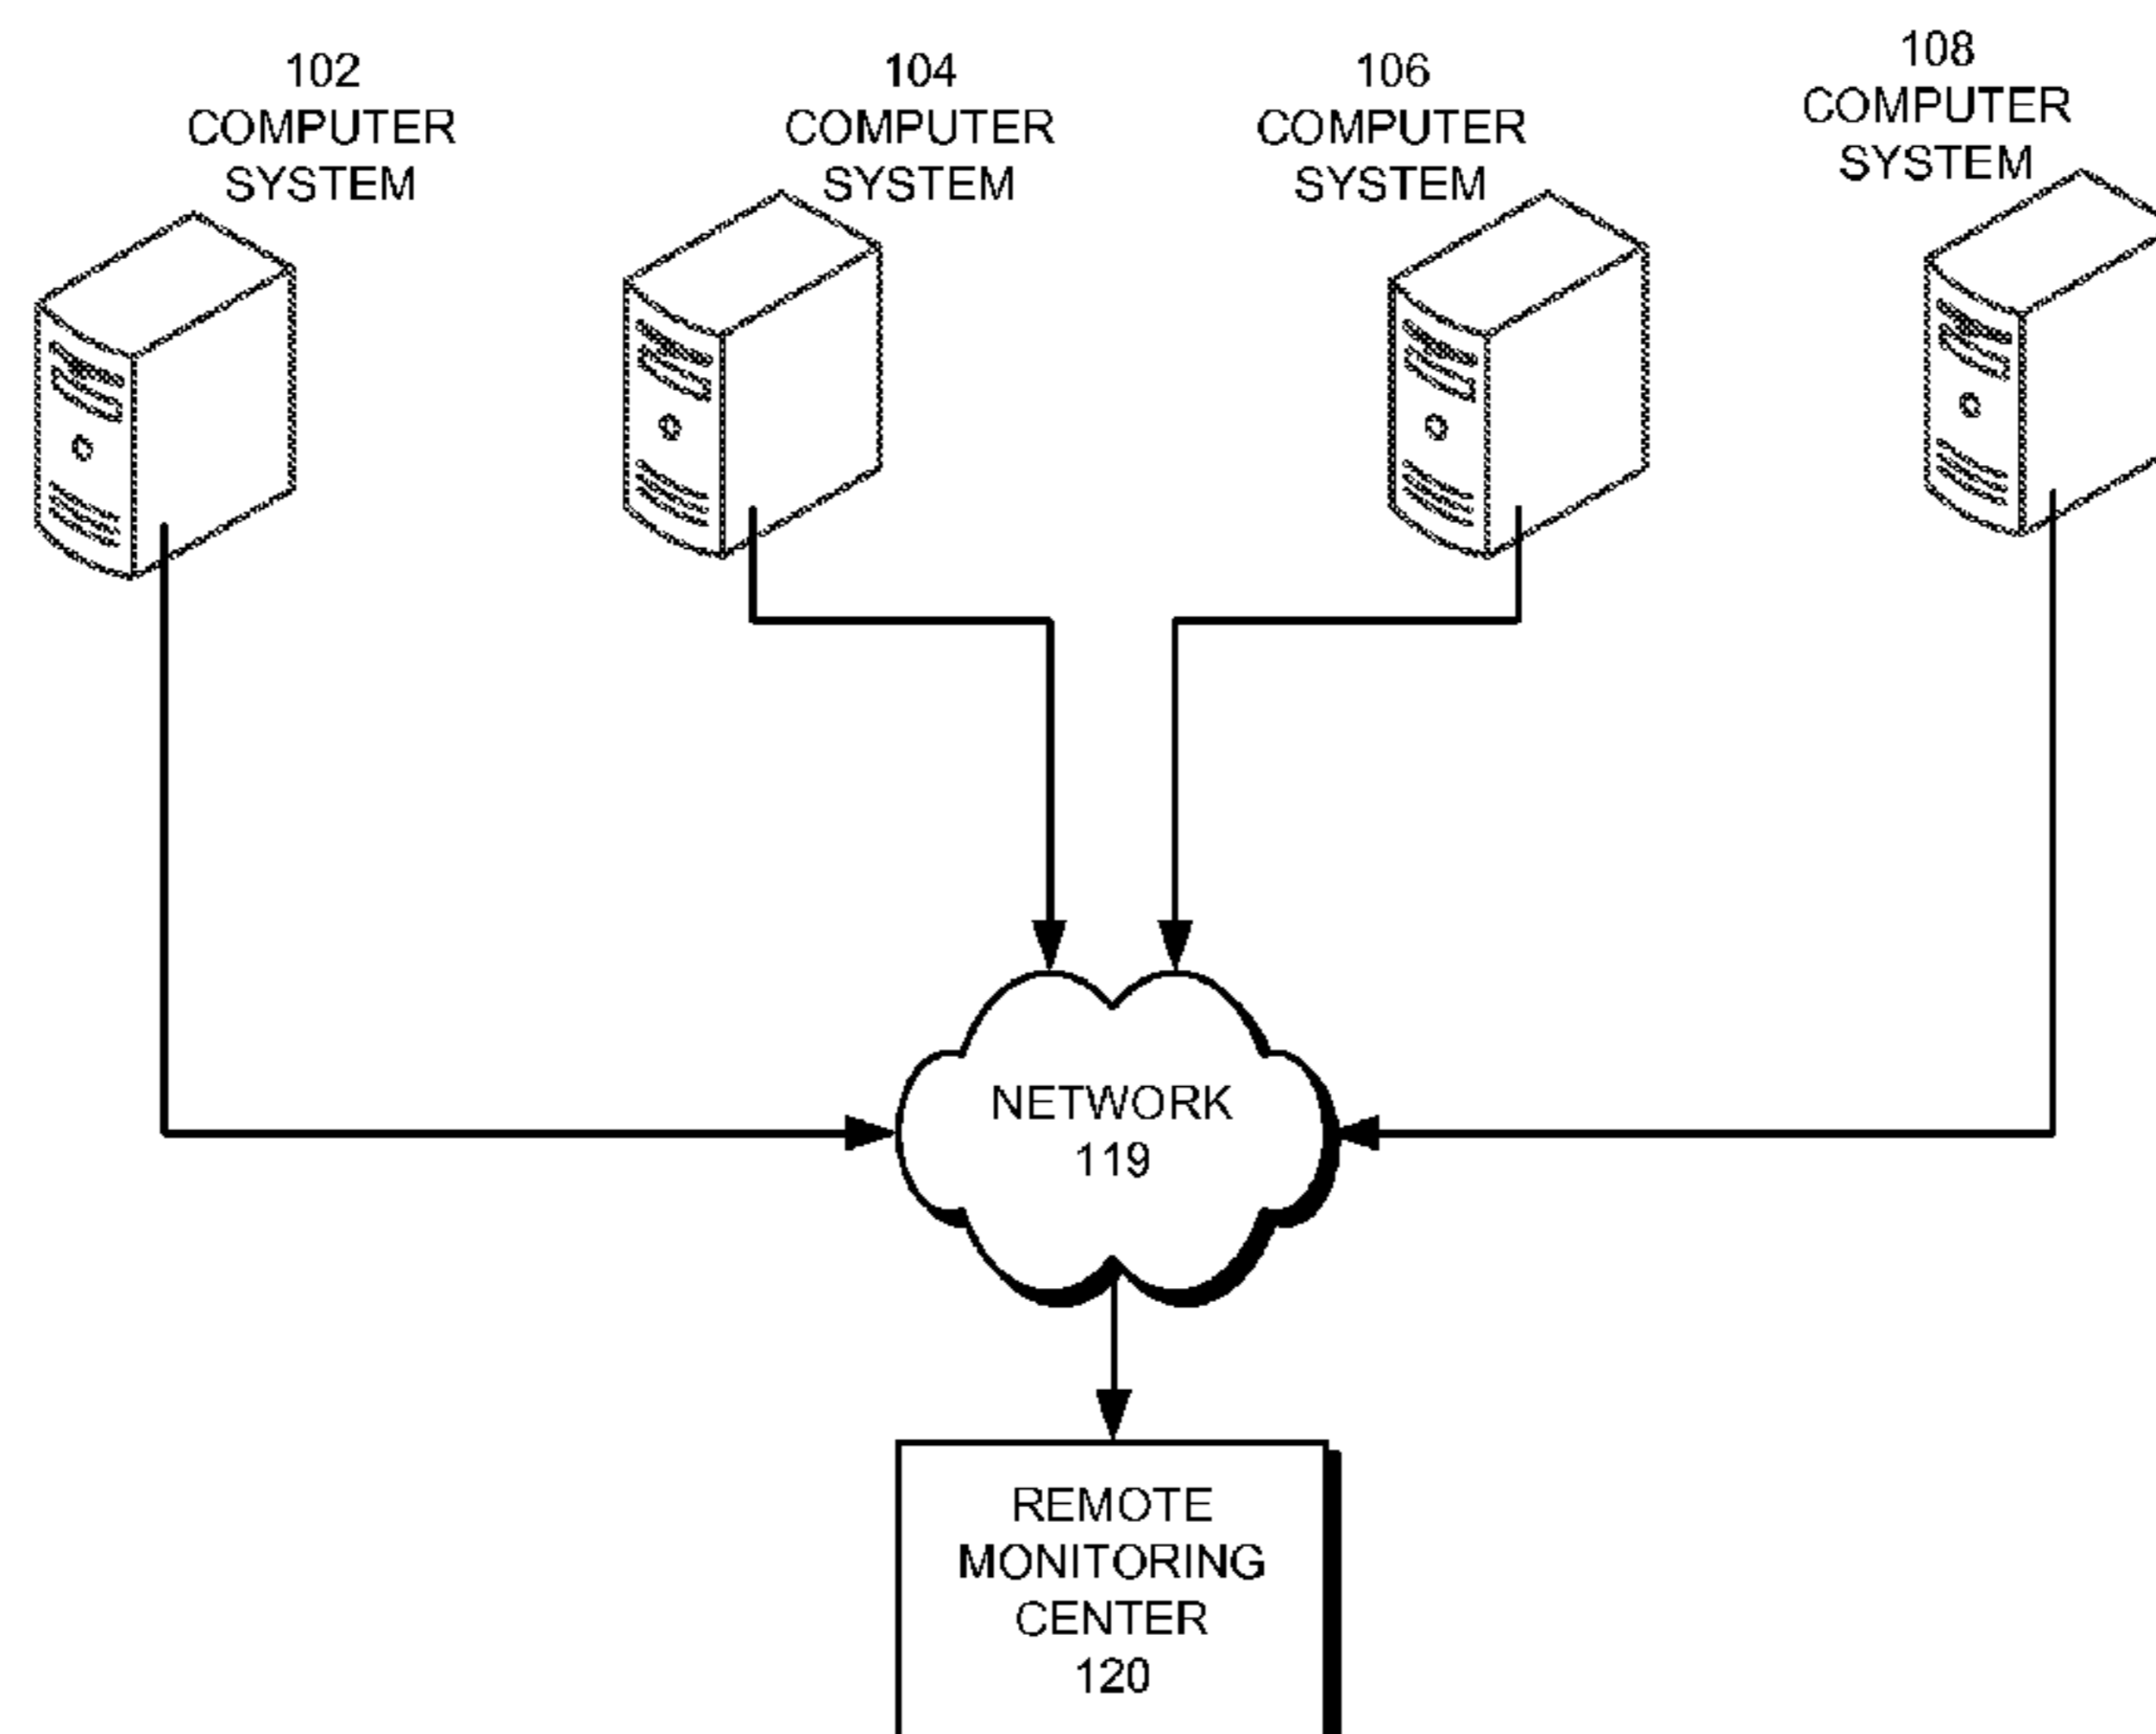 102
COMPUTER
SYSTEM
104
COMPUTER
SYSTEM
106
COMPUTER
SYSTEM
108
COMPUTER
SYSTEM
NETWORK
119
REMOTE
MONITORING
CENTER
120